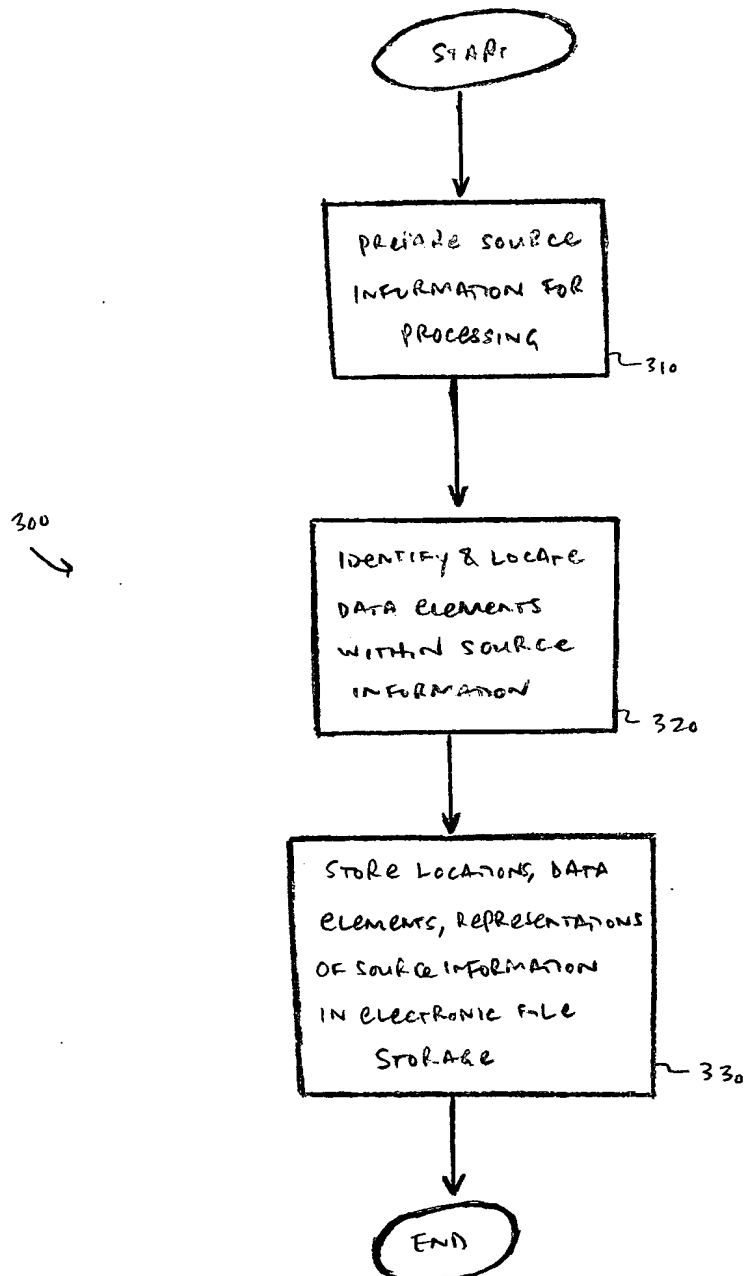 START
PREPARE SOURCE
INFORMATION FOR
PROCESSING
310
300
IDENTIFY & LOCATE
DATA ELEMENTS
WITHIN SOURCE
INFORMATION
320
STORE LOCATIONS, DATA
ELEMENTS, REPRESENTATIONS
OF SOURCE INFORMATION
IN ELECTRONIC FILE
STORAGE
330
END